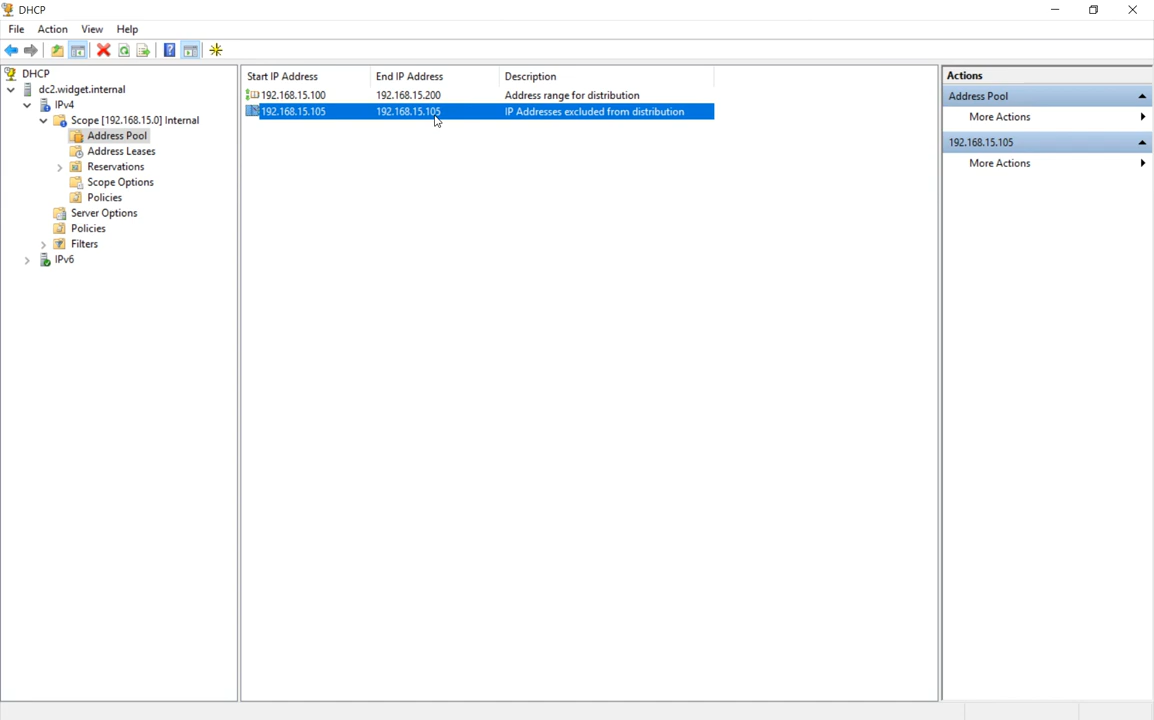 DHCP
File Action View Help
DHCP
dc2.widget.internal
IPv4
Scope [192.168.15.0] Internal
Address Pool
Address Leases
Reservations
Scope Options
Policies
Server Options
Policies
Filters
IPv6
Start IP Address End IP Address Description
192.168.15.100 192.168.15.200 Address range for distribution
192.168.15.105 192.168.15.105 IP Addresses excluded from distribution
Actions
Address Pool
More Actions
192.168.15.105
More Actions